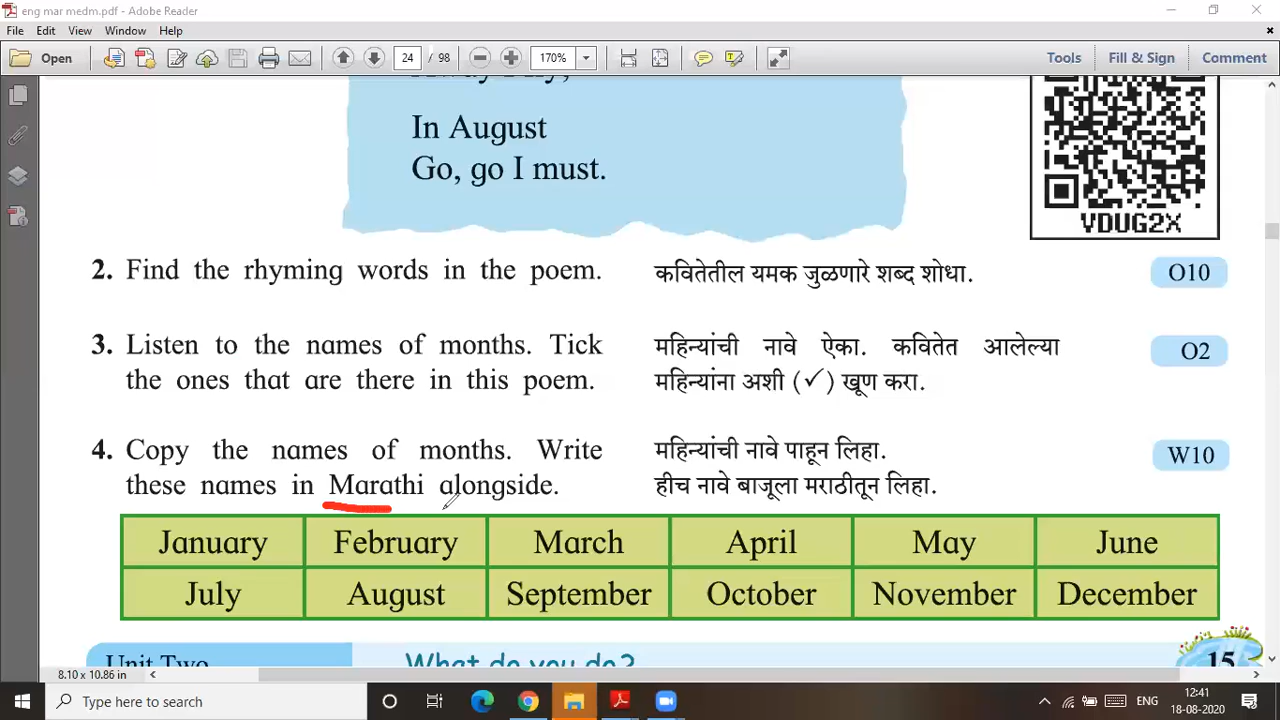 eng mar medm.pdf - Adobe Reader
File Edit View Window Help
Open 24 / 98 170% Tools Fill & Sign Comment
In August
Go, go I must.
VDUG2X
2. Find the rhyming words in the poem. कवितेतील यमक जुळणारे शब्द शोधा. O10
3. Listen to the names of months. Tick महिन्यांची नावे ऐका. कवितेत आलेल्या O2
the ones that are there in this poem. महिन्यांना अशी (✓) खूण करा.
4. Copy the names of months. Write महिन्यांची नावे पाहून लिहा. W10
these names in Marathi alongside. हीच नावे बाजूला मराठीतून लिहा.
January February March April May June
July August September October November December
Unit Two What do you do? 15
8.10 x 10.86 in
Type here to search ENG 12:41
18-08-2020